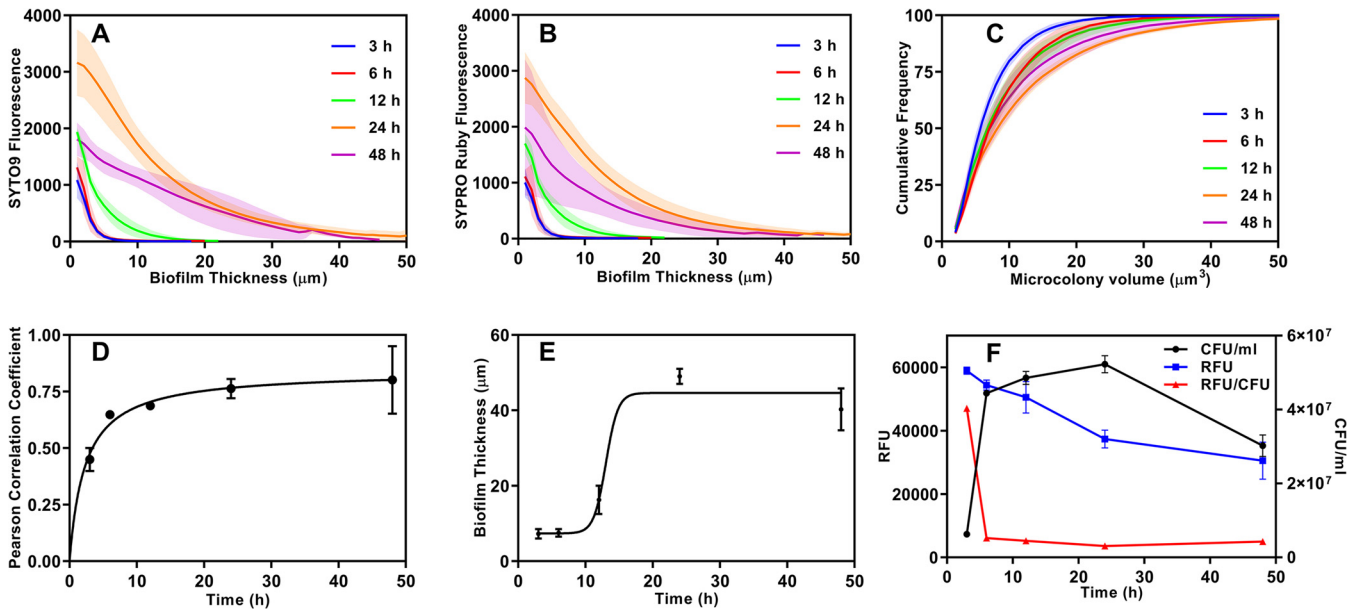 A
SYTO9 Fluorescence
4000
3000
2000
1000
0
0 10 20 30 40 50
Biofilm Thickness (μm)
3 h
6 h
12 h
24 h
48 h
B
SYPRO Ruby Fluorescence
4000
3000
2000
1000
0
0 10 20 30 40 50
Biofilm Thickness (μm)
3 h
6 h
12 h
24 h
48 h
C
Cumulative Frequency
100
75
50
25
0
0 10 20 30 40 50
Microcolony volume (μm³)
3 h
6 h
12 h
24 h
48 h
D
Pearson Correlation Coefficient
1.00
0.75
0.50
0.25
0.00
0 10 20 30 40 50
Time (h)
E
Biofilm Thickness (μm)
60
40
20
0
0 10 20 30 40 50
Time (h)
F
RFU
60000
40000
20000
0
0 10 20 30 40 50
Time (h)
CFU/ml
RFU
RFU/CFU
6×10⁷
4×10⁷
2×10⁷
0
CFU/ml